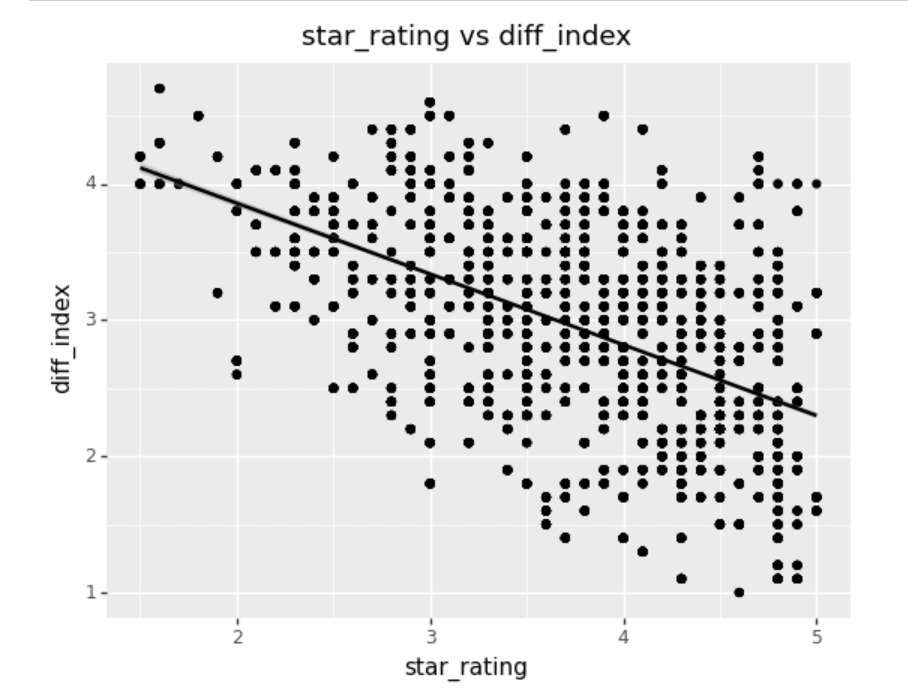 star_rating vs diff_index
diff_index
4
3
2
1
2 3 4 5
star_rating